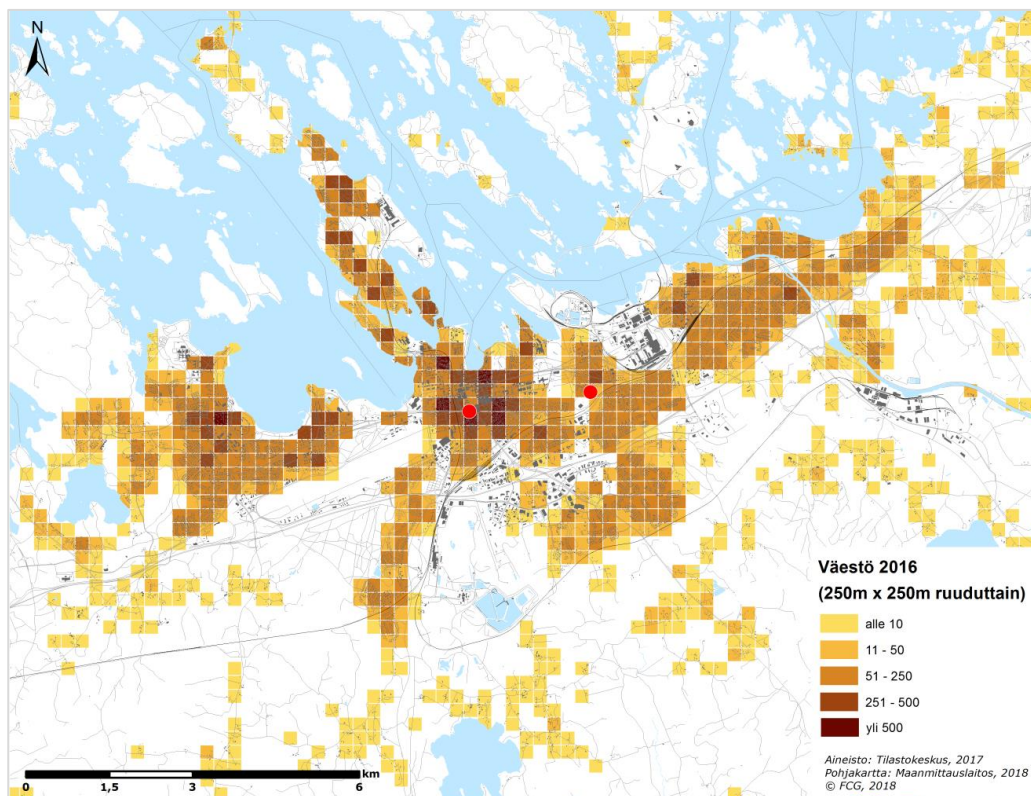 N
Väestö 2016
(250m x 250m ruuduttain)
alle 10
11 - 50
51 - 250
251 - 500
yli 500
Aineisto: Tilastokeskus, 2017
Pohjakartta: Maanmittauslaitos, 2018
© FCG, 2018
km
0 1,5 3 6